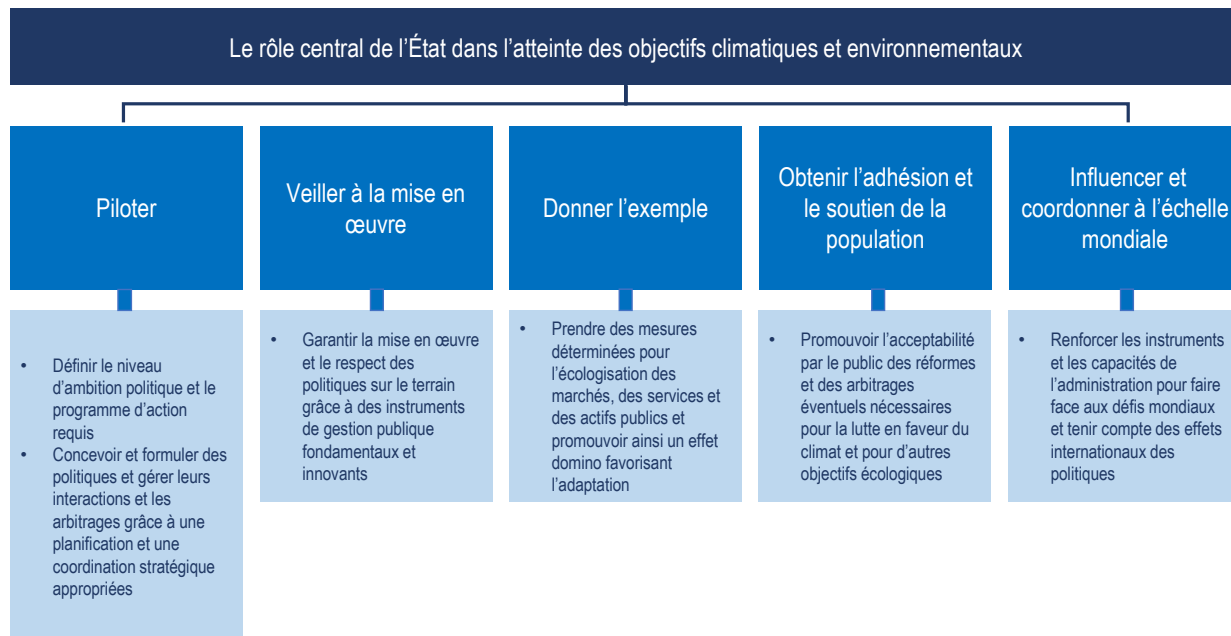 Le rôle central de l’État dans l’atteinte des objectifs climatiques et environnementaux
Piloter
• Définir le niveau
d’ambition politique et le
programme d’action
requis
• Concevoir et formuler des
politiques et gérer leurs
interactions et les
arbitrages grâce à une
planification et une
coordination stratégique
appropriées
Veiller à la mise en
œuvre
• Garantir la mise en œuvre
et le respect des
politiques sur le terrain
grâce à des instruments
de gestion publique
fondamentaux et
innovants
Donner l’exemple
• Prendre des mesures
déterminées pour
l’écologisation des
marchés, des services et
des actifs publics et
promouvoir ainsi un effet
domino favorisant
l’adaptation
Obtenir l’adhésion et
le soutien de la
population
• Promouvoir l’acceptabilité
par le public des réformes
et des arbitrages
éventuels nécessaires
pour la lutte en faveur du
climat et pour d’autres
objectifs écologiques
Influencer et
coordonner à l’échelle
mondiale
• Renforcer les instruments
et les capacités de
l’administration pour faire
face aux défis mondiaux
et tenir compte des effets
internationaux des
politiques